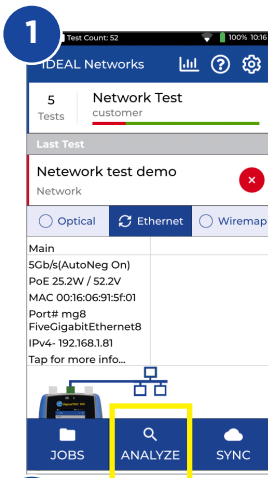 1
Test Count: 52 100% 10:16
IDEAL Networks
5 Network Test
Tests customer
Last Test
Netework test demo
Network
Optical Ethernet Wiremap
Main
5Gb/s(AutoNeg On)
PoE 25.2W / 52.2V
MAC 00:16:06:91:5f:01
Port# mg8
FiveGigabitEthernet8
IPv4- 192.168.1.81
Tap for more info...
JOBS ANALYZE SYNC